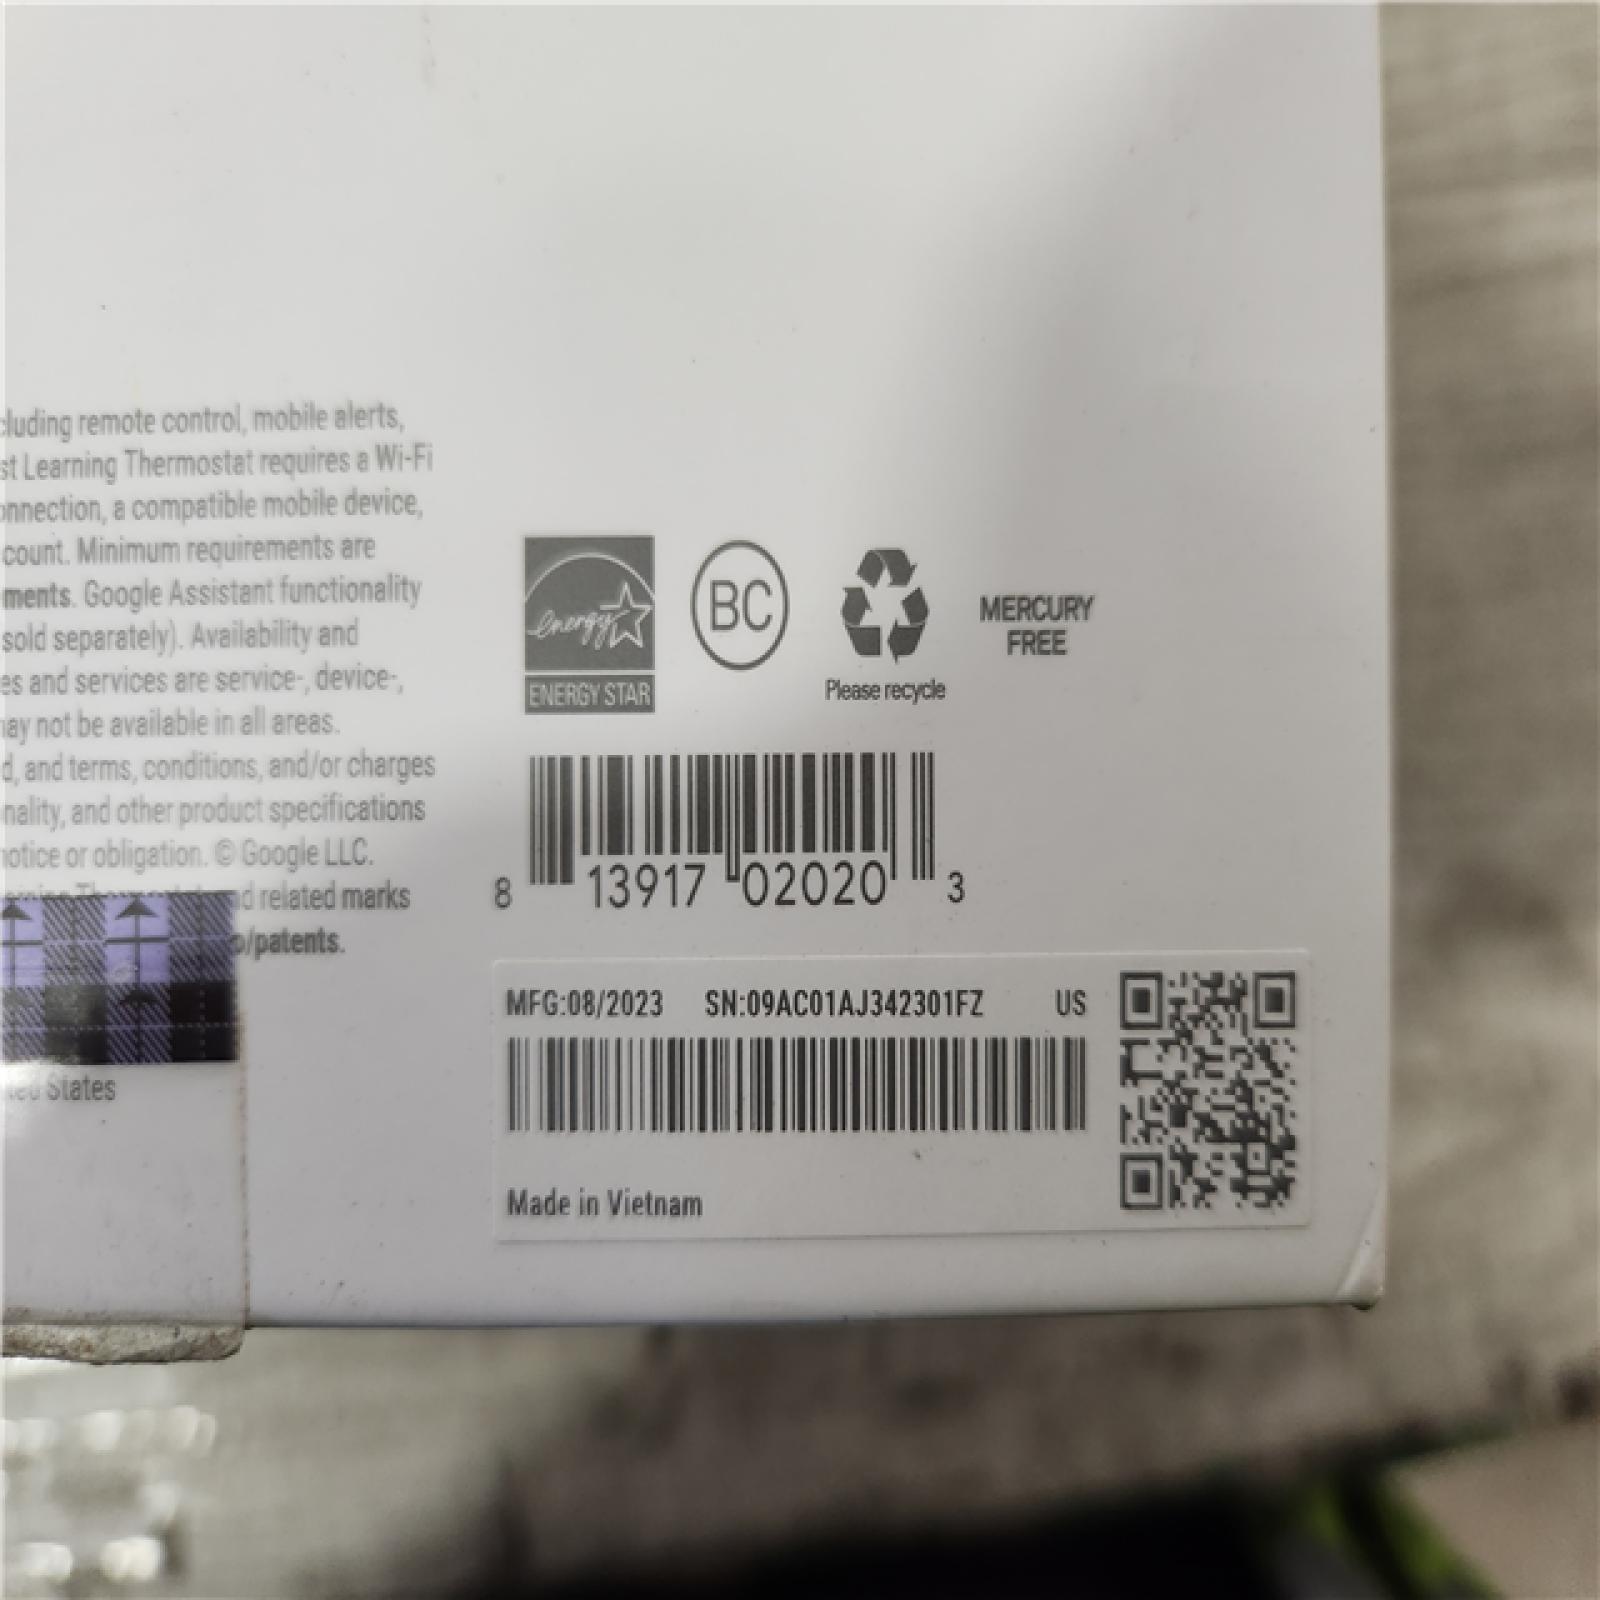 cluding remote control, mobile alerts,
st Learning Thermostat requires a Wi-Fi
onnection, a compatible mobile device,
count. Minimum requirements are
ments. Google Assistant functionality
sold separately). Availability and
es and services are service-, device-,
may not be available in all areas.
d, and terms, conditions, and/or charges
nality, and other product specifications
notice or obligation. © Google LLC.
d related marks
o/patents.
States
energy
ENERGY STAR
BC
Please recycle
MERCURY
FREE
8 13917 02020 3
MFG:08/2023 SN:09AC01AJ342301FZ US
Made in Vietnam